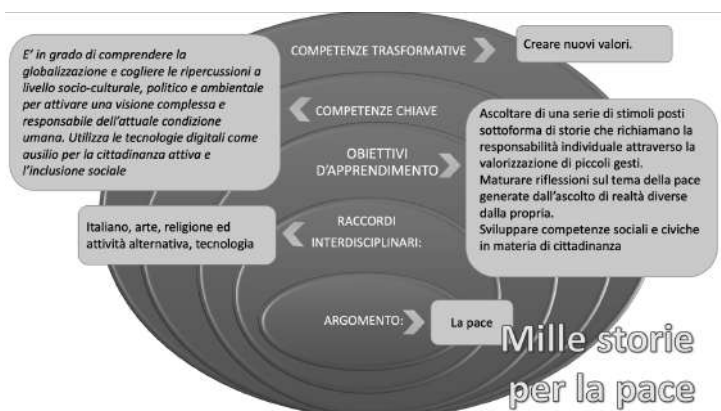 COMPETENZE TRASFORMATIVE
Creare nuovi valori.
E' in grado di comprendere la
globalizzazione e cogliere le ripercussioni a
livello socio-culturale, politico e ambientale
per attivare una visione complessa e
responsabile dell'attuale condizione
umana. Utilizza le tecnologie digitali come
ausilio per la cittadinanza attiva e
l'inclusione sociale
COMPETENZE CHIAVE
OBIETTIVI
D'APPRENDIMENTO
Ascoltare di una serie di stimoli posti
sottoforma di storie che richiamano la
responsabilità individuale attraverso la
valorizzazione di piccoli gesti.
Maturare riflessioni sul tema della pace
generate dall'ascolto di realtà diverse
dalla propria.
Sviluppare competenze sociali e civiche
in materia di cittadinanza
Italiano, arte, religione ed
attività alternativa, tecnologia
RACCORDI
INTERDISCIPLINARI:
ARGOMENTO:
La pace
Mille storie
per la pace